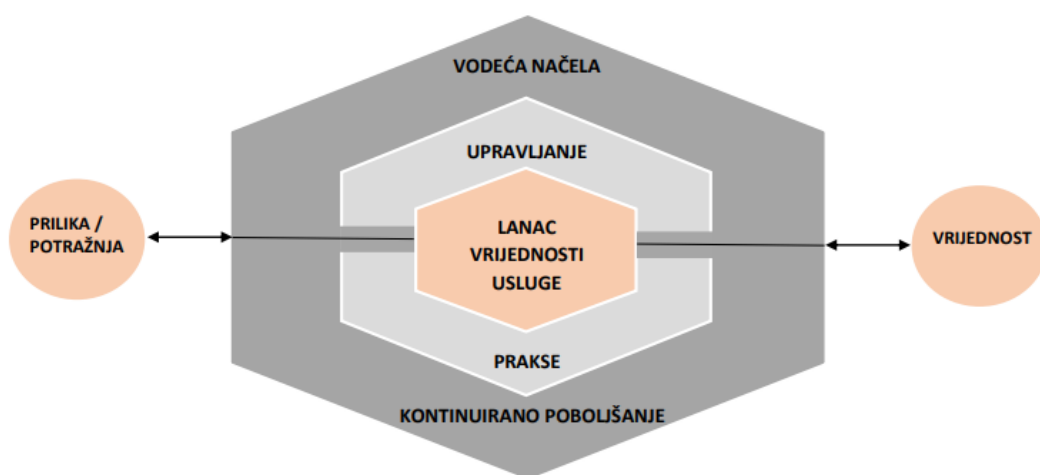 VODEĆA NAČELA
UPRAVLJANJE
PRILIKA /
POTRAŽNJA
LANAC
VRIJEDNOSTI
USLUGE
VRIJEDNOST
PRAKSE
KONTINUIRANO POBOLJŠANJE